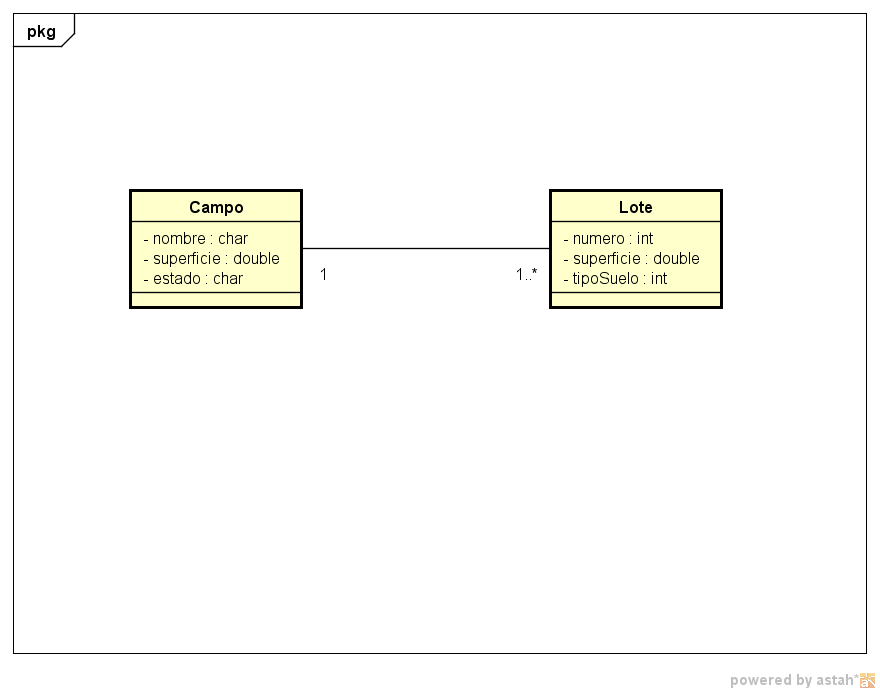 pkg
Campo
- nombre : char
- superficie : double
- estado : char
1
1..*
Lote
- numero : int
- superficie : double
- tipoSuelo : int
powered by astah*